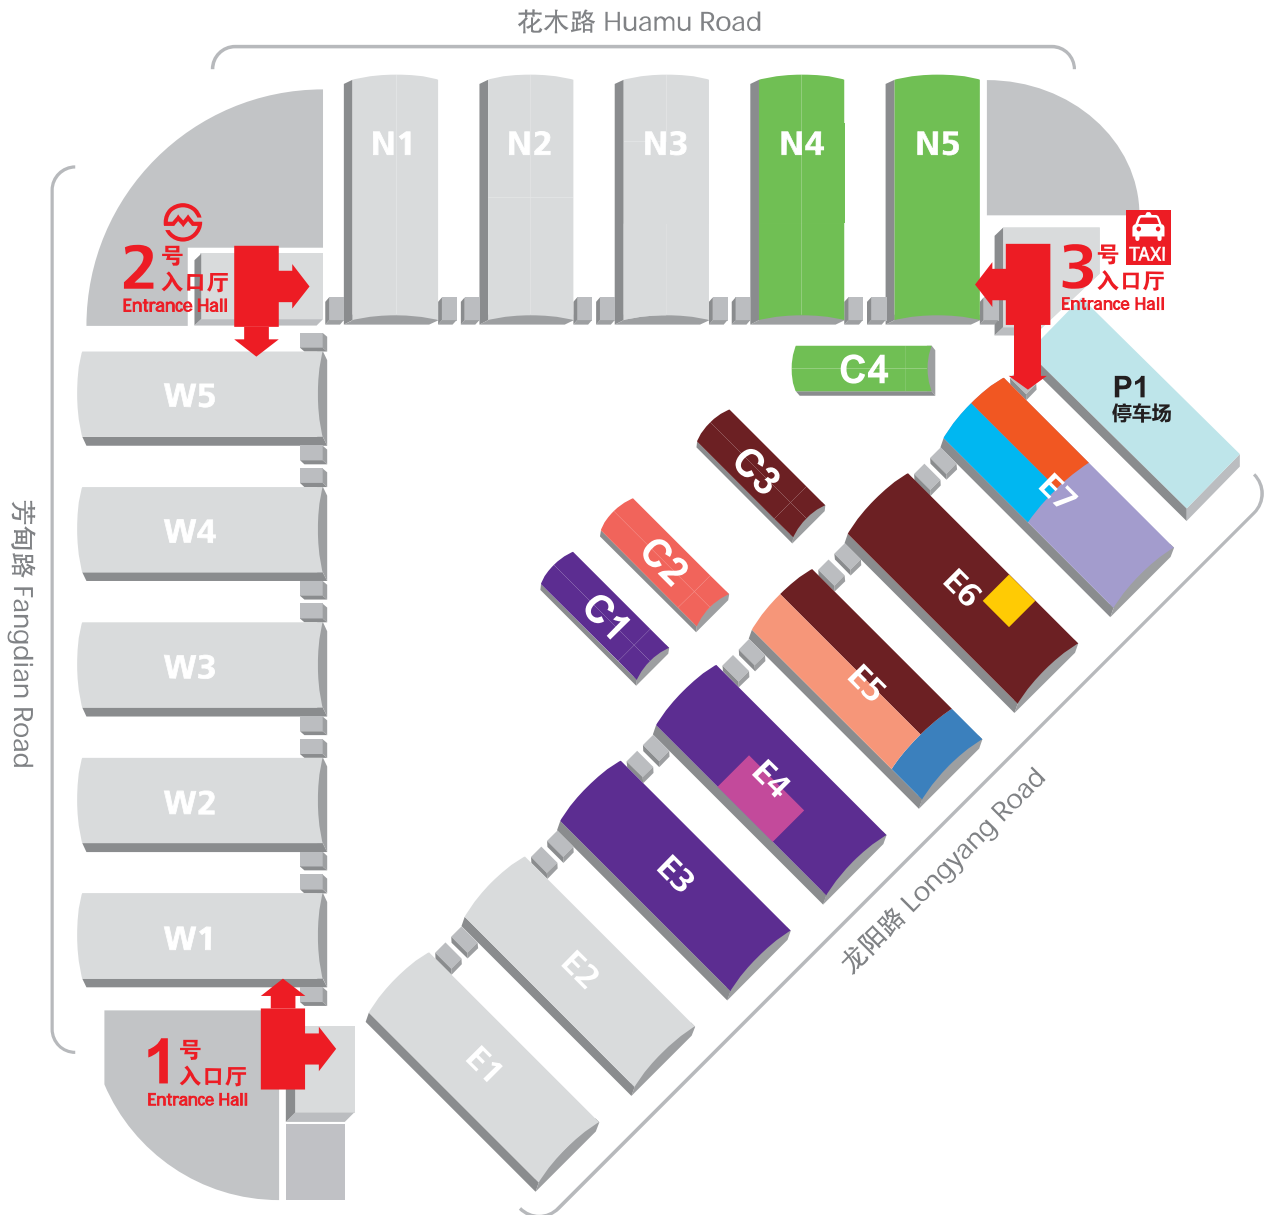 花木路 Huamu Road
N1
N2
N3
N4
N5
2号
入口厅
Entrance Hall
TAXI
3号
入口厅
Entrance Hall
W5
C4
P1
停车场
C3
E7
W4
C2
E6
芳甸路 Fangdian Road
C1
W3
E5
E4
W2
E3
龙阳路 Longyang Road
W1
E2
1号
入口厅
Entrance Hall
E1